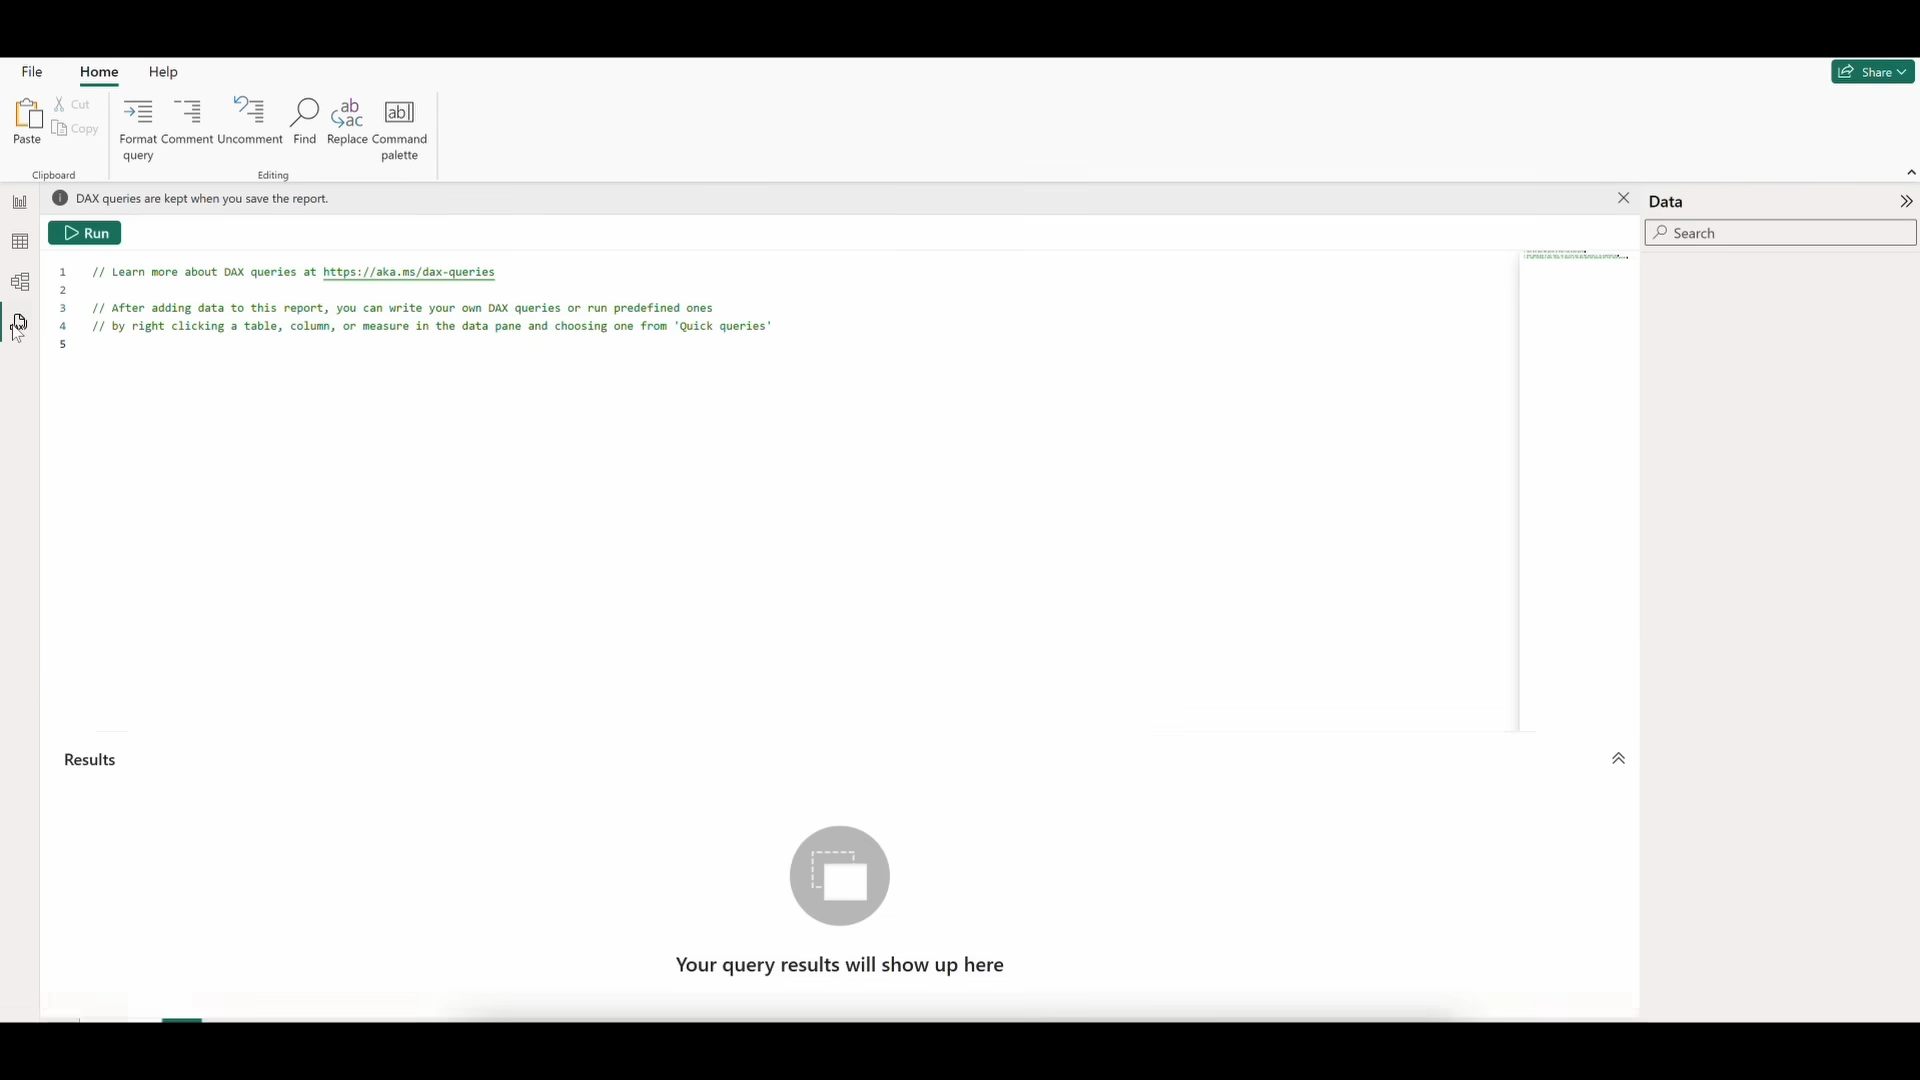 File Home Help
Share
Paste
Cut
Copy
Format query
Comment
Uncomment
Find
Replace
Command palette
Clipboard
Editing
DAX queries are kept when you save the report.
Data
Run
Search
1 // Learn more about DAX queries at https://aka.ms/dax-queries
2
3 // After adding data to this report, you can write your own DAX queries or run predefined ones
4 // by right clicking a table, column, or measure in the data pane and choosing one from 'Quick queries'
5
Results
Your query results will show up here